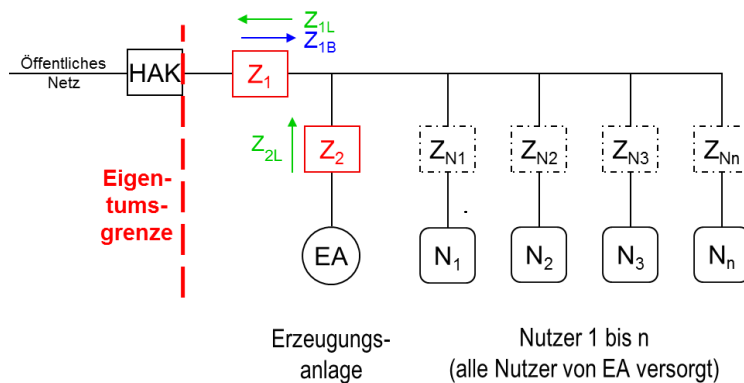 Z1L
Z1B
Öffentliches
Netz
HAK
Z1
Z2L
Z2
ZN1
ZN2
ZN3
ZNn
Eigen-
tums-
grenze
EA
N1
N2
N3
Nn
Erzeugungs-
anlage
Nutzer 1 bis n
(alle Nutzer von EA versorgt)